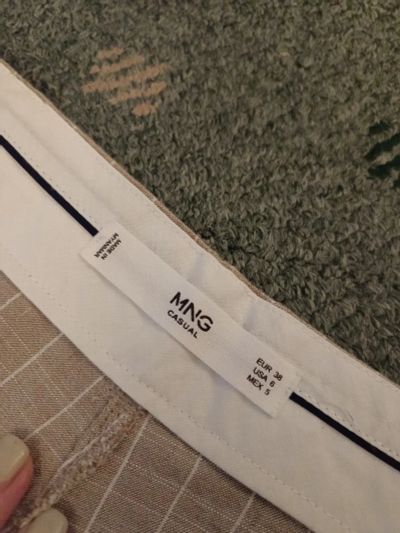 MADE IN
MYANMAR
MNG
CASUAL
EUR 38
USA 6
MEX 5